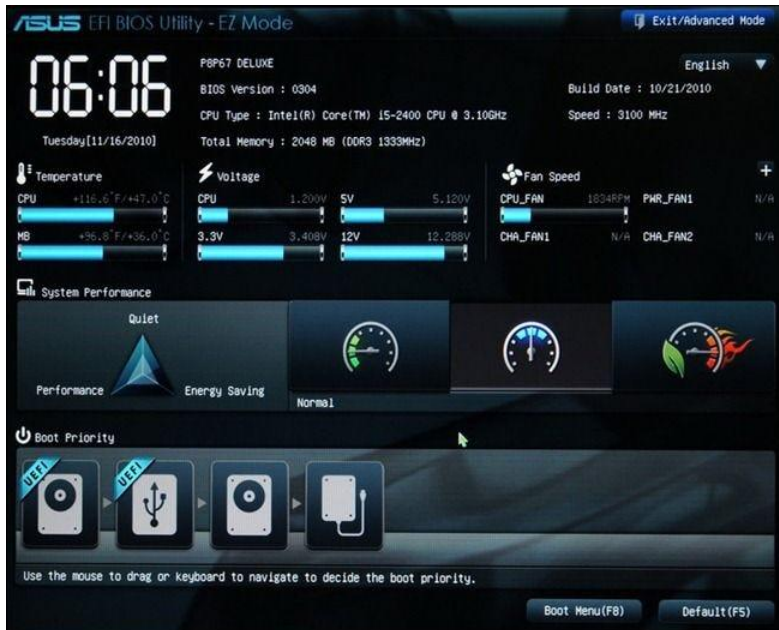 ASUS EFI BIOS Utility - EZ Mode
Exit/Advanced Mode
06:06
Tuesday[11/16/2010]
P8P67 DELUXE
English
BIOS Version : 0304
Build Date : 10/21/2010
CPU Type : Intel(R) Core(TM) i5-2400 CPU @ 3.10GHz
Speed : 3100 MHz
Total Memory : 2048 MB (DDR3 1333MHz)
Temperature
CPU +116.6°F/+47.0°C
MB +96.8°F/+36.0°C
Voltage
CPU 1.200V 5V 5.120V
3.3V 3.408V 12V 12.288V
Fan Speed
+
CPU_FAN 1834RPM PWR_FAN1 N/A
CHA_FAN1 N/A CHA_FAN2 N/A
System Performance
Quiet
Performance
Energy Saving
Normal
Boot Priority
UEFI
UEFI
Use the mouse to drag or keyboard to navigate to decide the boot priority.
Boot Menu(F8)
Default(F5)